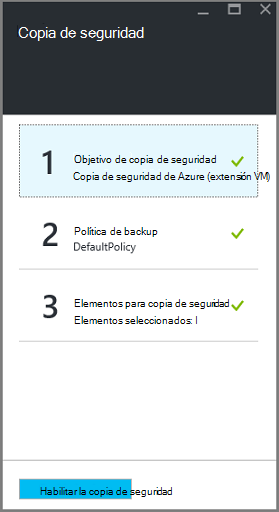 Copia de seguridad
1
Objetivo de copia de seguridad
Copia de seguridad de Azure (extensión VM)
2
Política de backup
DefaultPolicy
3
Elementos para copia de seguridad
Elementos seleccionados: l
Habilitar la copia de seguridad